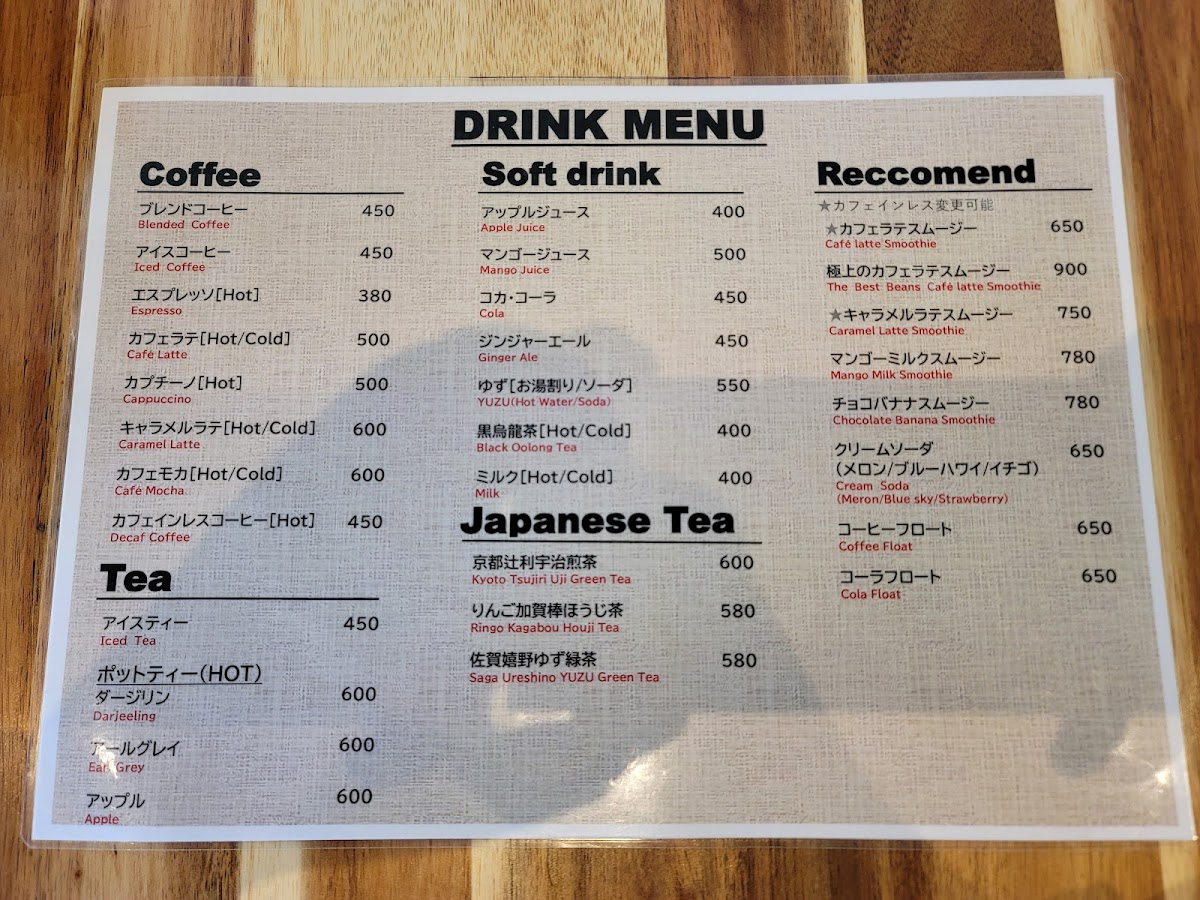 DRINK MENU
Coffee
ブレンドコーヒー 450
Blended Coffee
アイスコーヒー 450
Iced Coffee
エスプレッソ[Hot] 380
Espresso
カフェラテ[Hot/Cold] 500
Café Latte
カプチーノ[Hot] 500
Cappuccino
キャラメルラテ[Hot/Cold] 600
Caramel Latte
カフェモカ[Hot/Cold] 600
Café Mocha
カフェインレスコーヒー[Hot] 450
Decaf Coffee
Tea
アイスティー 450
Iced Tea
ポットティー(HOT)
ダージリン 600
Darjeeling
アールグレイ 600
Earl Grey
アップル 600
Apple
Soft drink
アップルジュース 400
Apple Juice
マンゴージュース 500
Mango Juice
コカ・コーラ 450
Cola
ジンジャーエール 450
Ginger Ale
ゆず[お湯割り/ソーダ] 550
YUZU(Hot Water/Soda)
黒烏龍茶[Hot/Cold] 400
Black Oolong Tea
ミルク[Hot/Cold] 400
Milk
Japanese Tea
京都辻利宇治煎茶 600
Kyoto Tsujiri Uji Green Tea
りんご加賀棒ほうじ茶 580
Ringo Kagabou Houji Tea
佐賀嬉野ゆず緑茶 580
Saga Ureshino YUZU Green Tea
Reccomend
★カフェインレス変更可能
★カフェラテスムージー 650
Café latte Smoothie
極上のカフェラテスムージー 900
The Best Beans Café latte Smoothie
★キャラメルラテスムージー 750
Caramel Latte Smoothie
マンゴーミルクスムージー 780
Mango Milk Smoothie
チョコバナナスムージー 780
Chocolate Banana Smoothie
クリームソーダ 650
(メロン/ブルーハワイ/イチゴ)
Cream Soda
(Meron/Blue sky/Strawberry)
コーヒーフロート 650
Coffee Float
コーラフロート 650
Cola Float